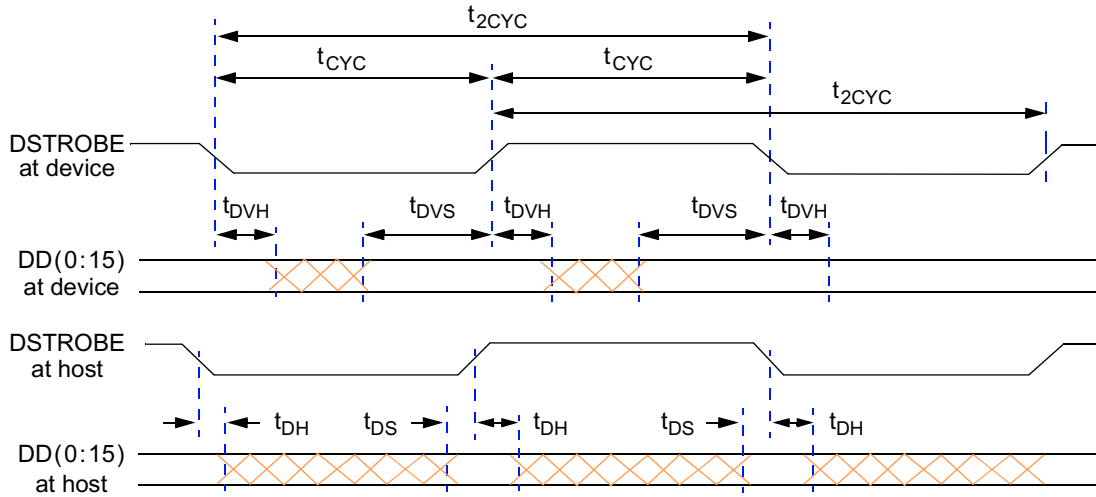 t2CYC
tCYC tCYC
t2CYC
DSTROBE
at device
tDVH tDVS tDVH tDVS tDVH
DD(0:15)
at device
DSTROBE
at host
tDH tDS tDH tDS tDH
DD(0:15)
at host